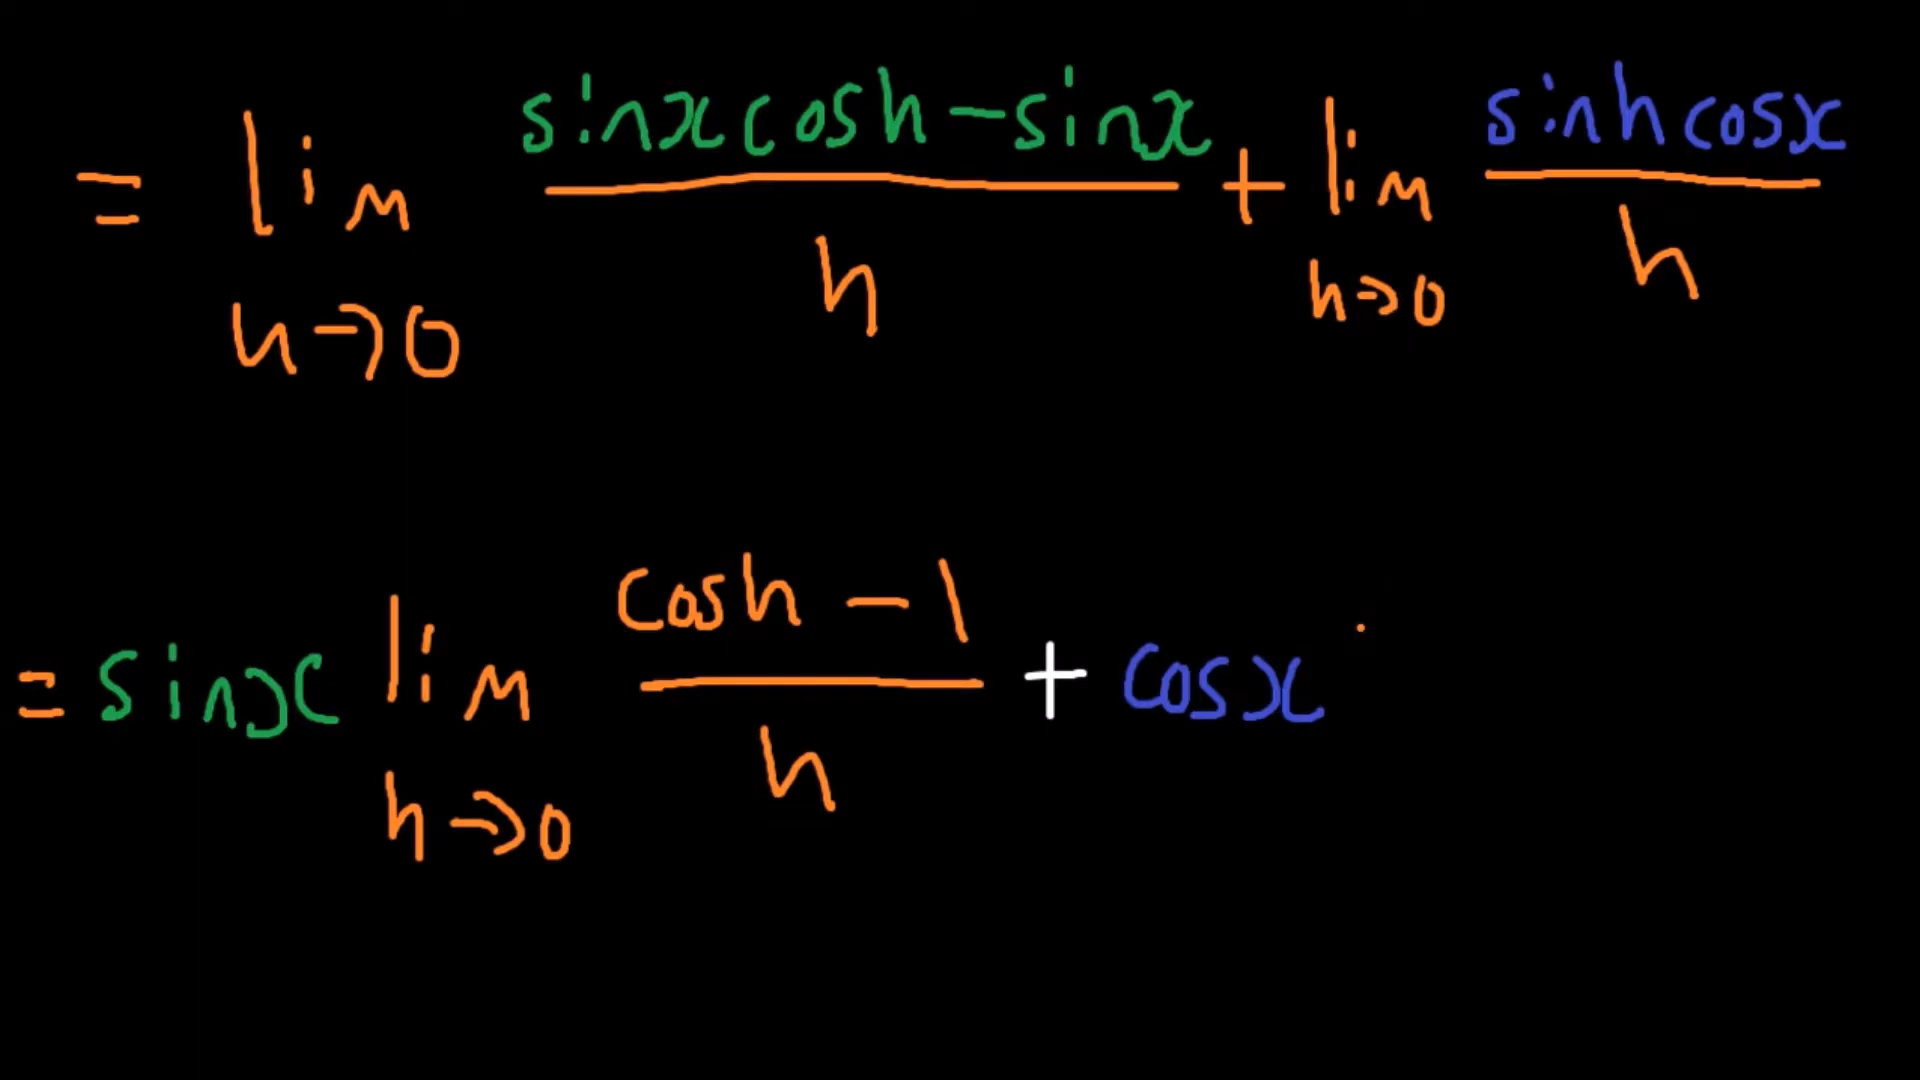 = lim h→0 (sinxcosh-sinx)/h + lim h→0 (sinhcosx)/h
= sinx lim h→0 (cosh - 1)/h + cosx